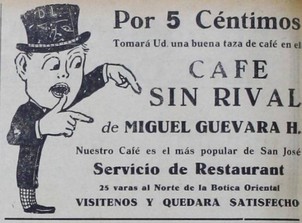 Por 5 Céntimos
Tomará Ud. una buena taza de café en el
CAFE
SIN RIVAL
de MIGUEL GUEVARA H.
Nuestro Café es el más popular de San José
Servicio de Restaurant
25 varas al Norte de la Botica Oriental
VISITENOS Y QUEDARA SATISFECHO